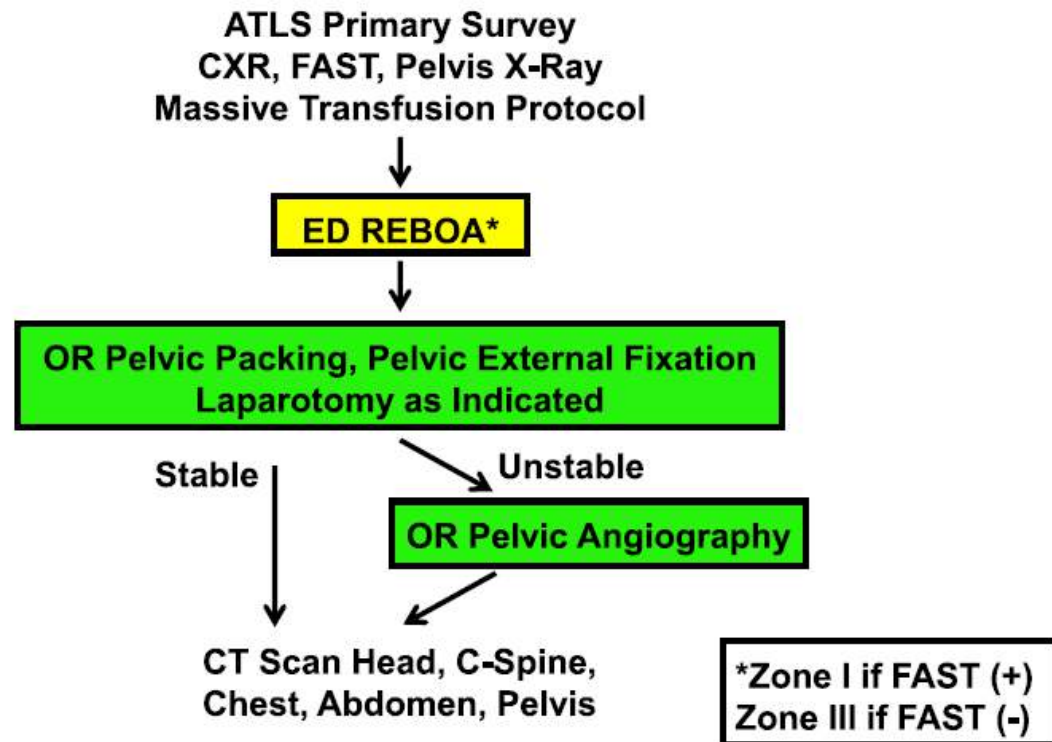 ATLS Primary Survey
CXR, FAST, Pelvis X-Ray
Massive Transfusion Protocol
ED REBOA*
OR Pelvic Packing, Pelvic External Fixation
Laparotomy as Indicated
Stable
Unstable
OR Pelvic Angiography
CT Scan Head, C-Spine,
Chest, Abdomen, Pelvis
*Zone I if FAST (+)
Zone III if FAST (-)